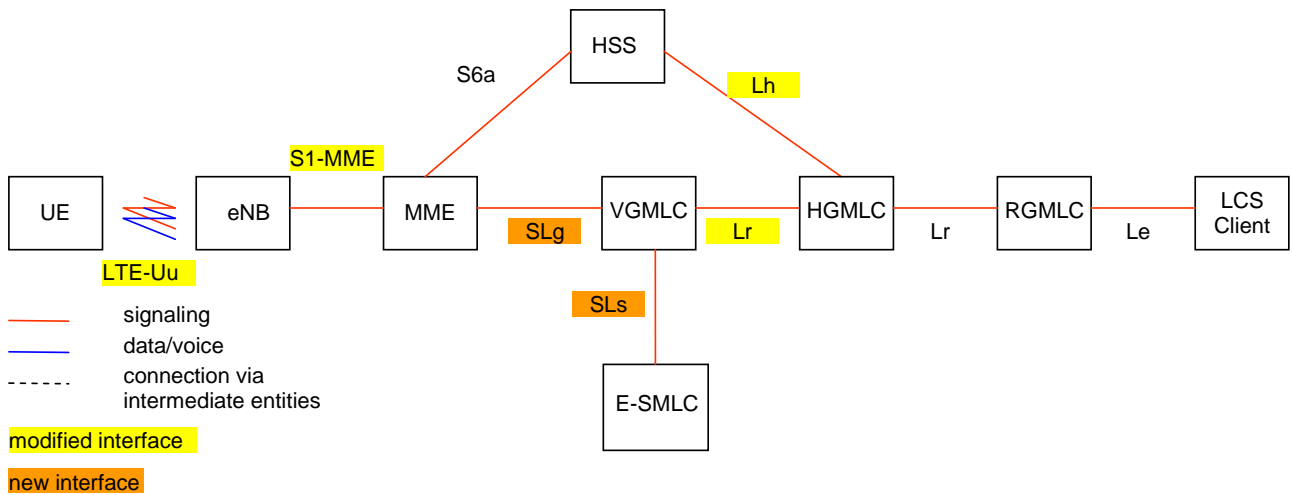 HSS
S6a
Lh
S1-MME
UE
eNB
MME
VGMLC
HGMLC
RGMLC
LCS
Client
SLg
Lr
Lr
Le
LTE-Uu
SLs
signaling
data/voice
connection via
intermediate entities
E-SMLC
modified interface
new interface